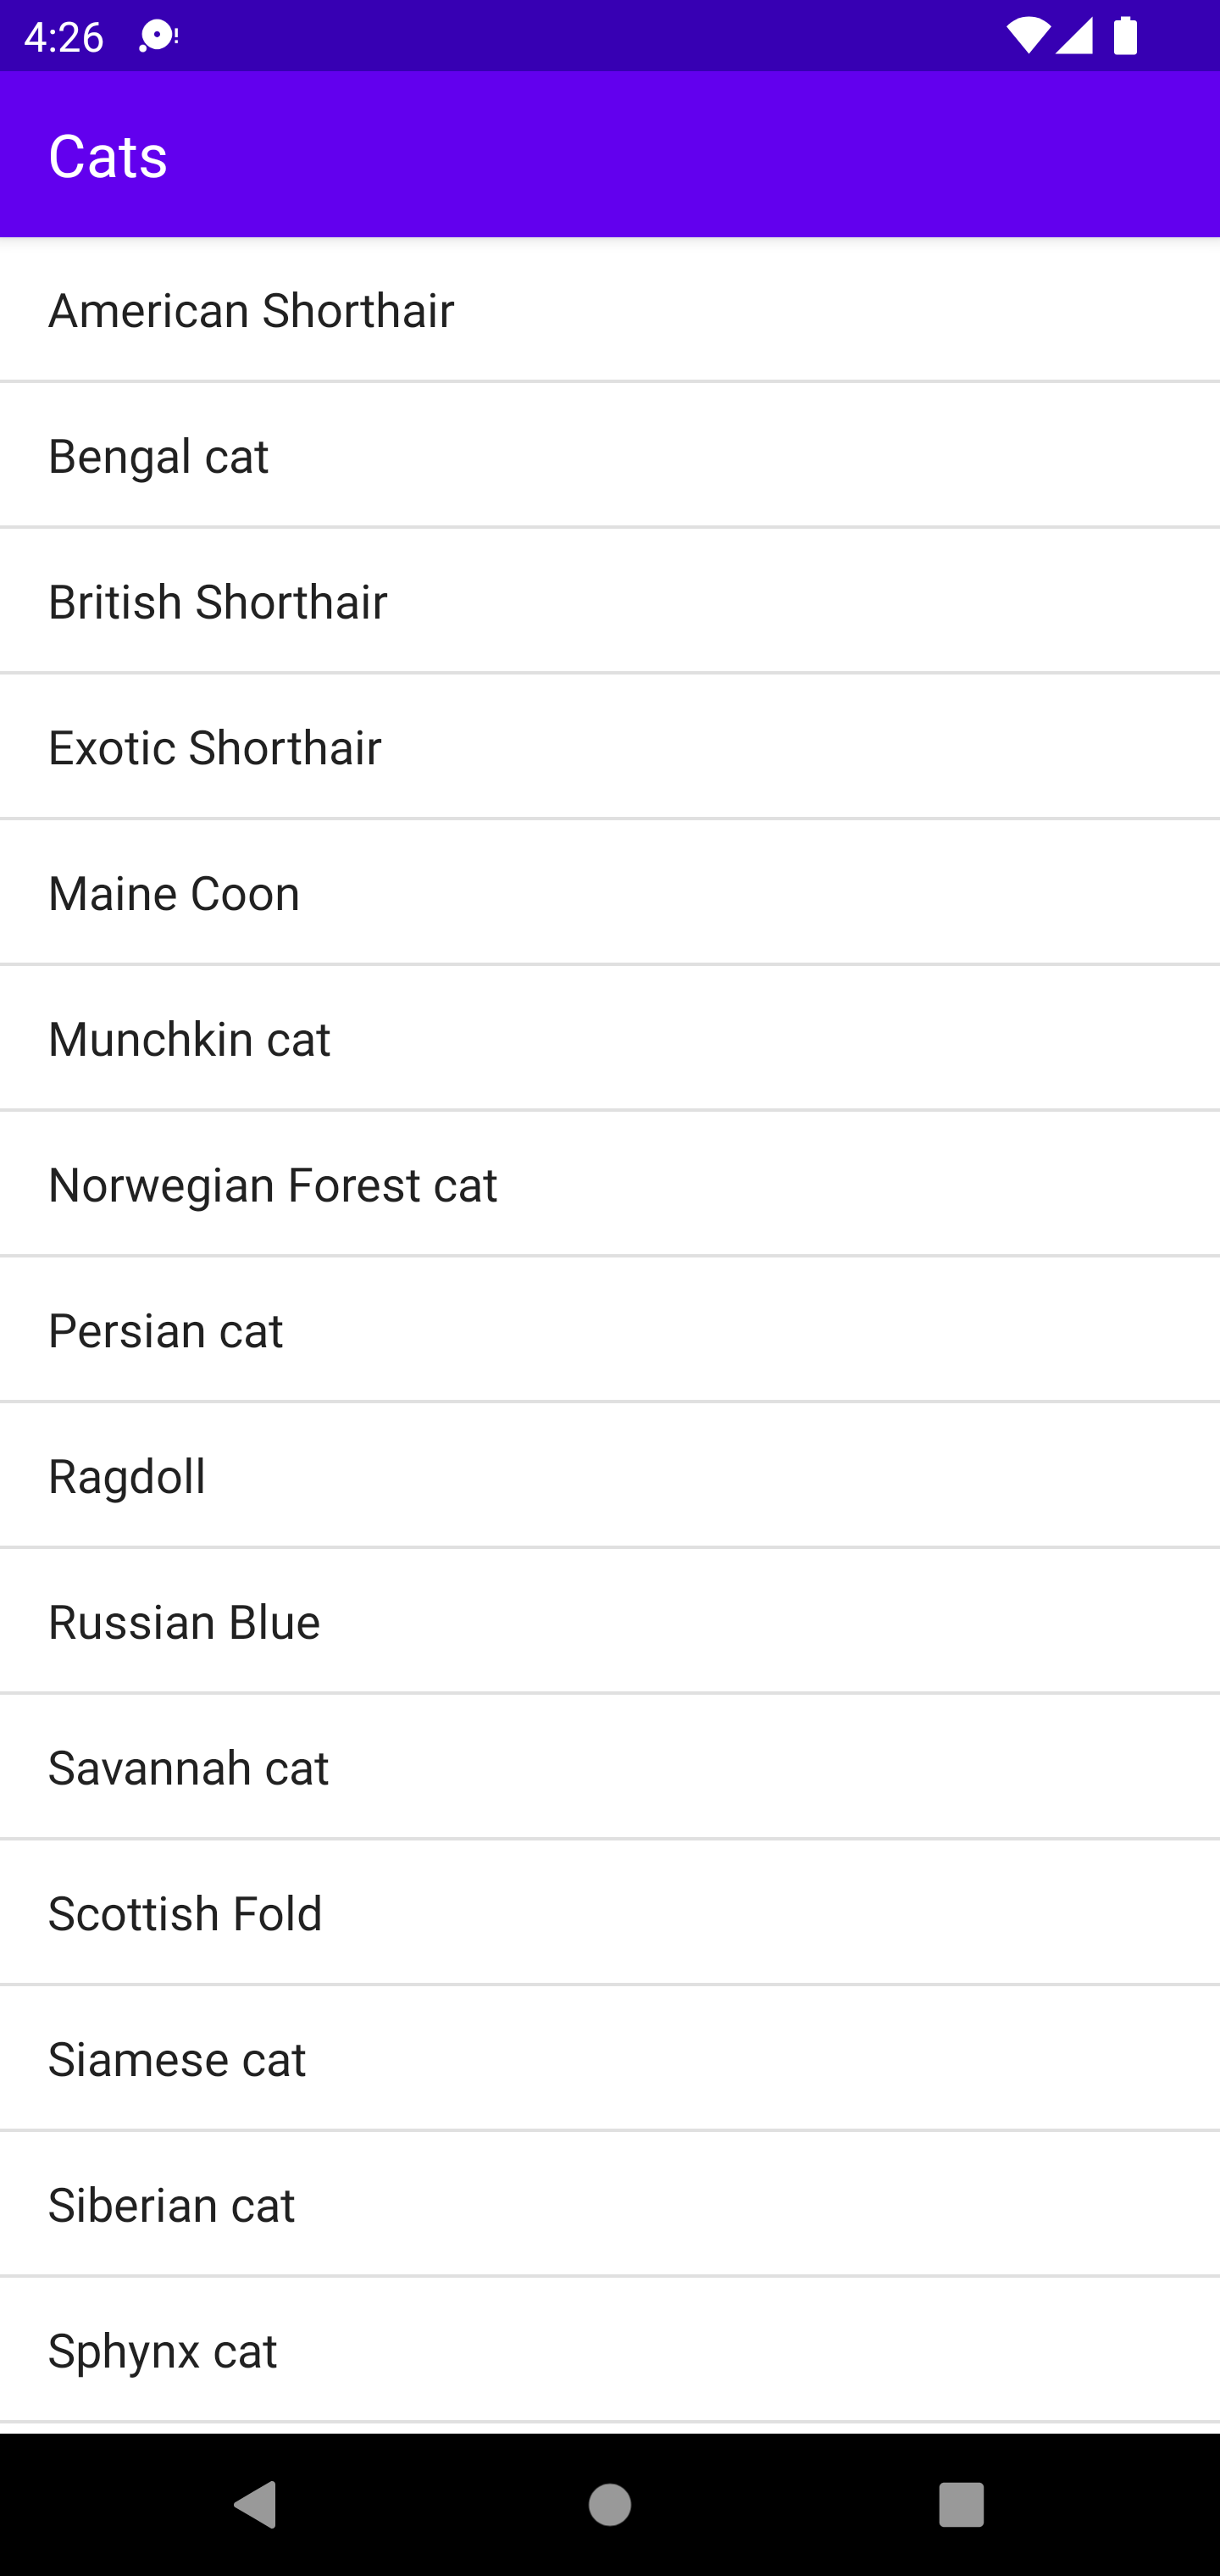 4:26
Cats
American Shorthair
Bengal cat
British Shorthair
Exotic Shorthair
Maine Coon
Munchkin cat
Norwegian Forest cat
Persian cat
Ragdoll
Russian Blue
Savannah cat
Scottish Fold
Siamese cat
Siberian cat
Sphynx cat